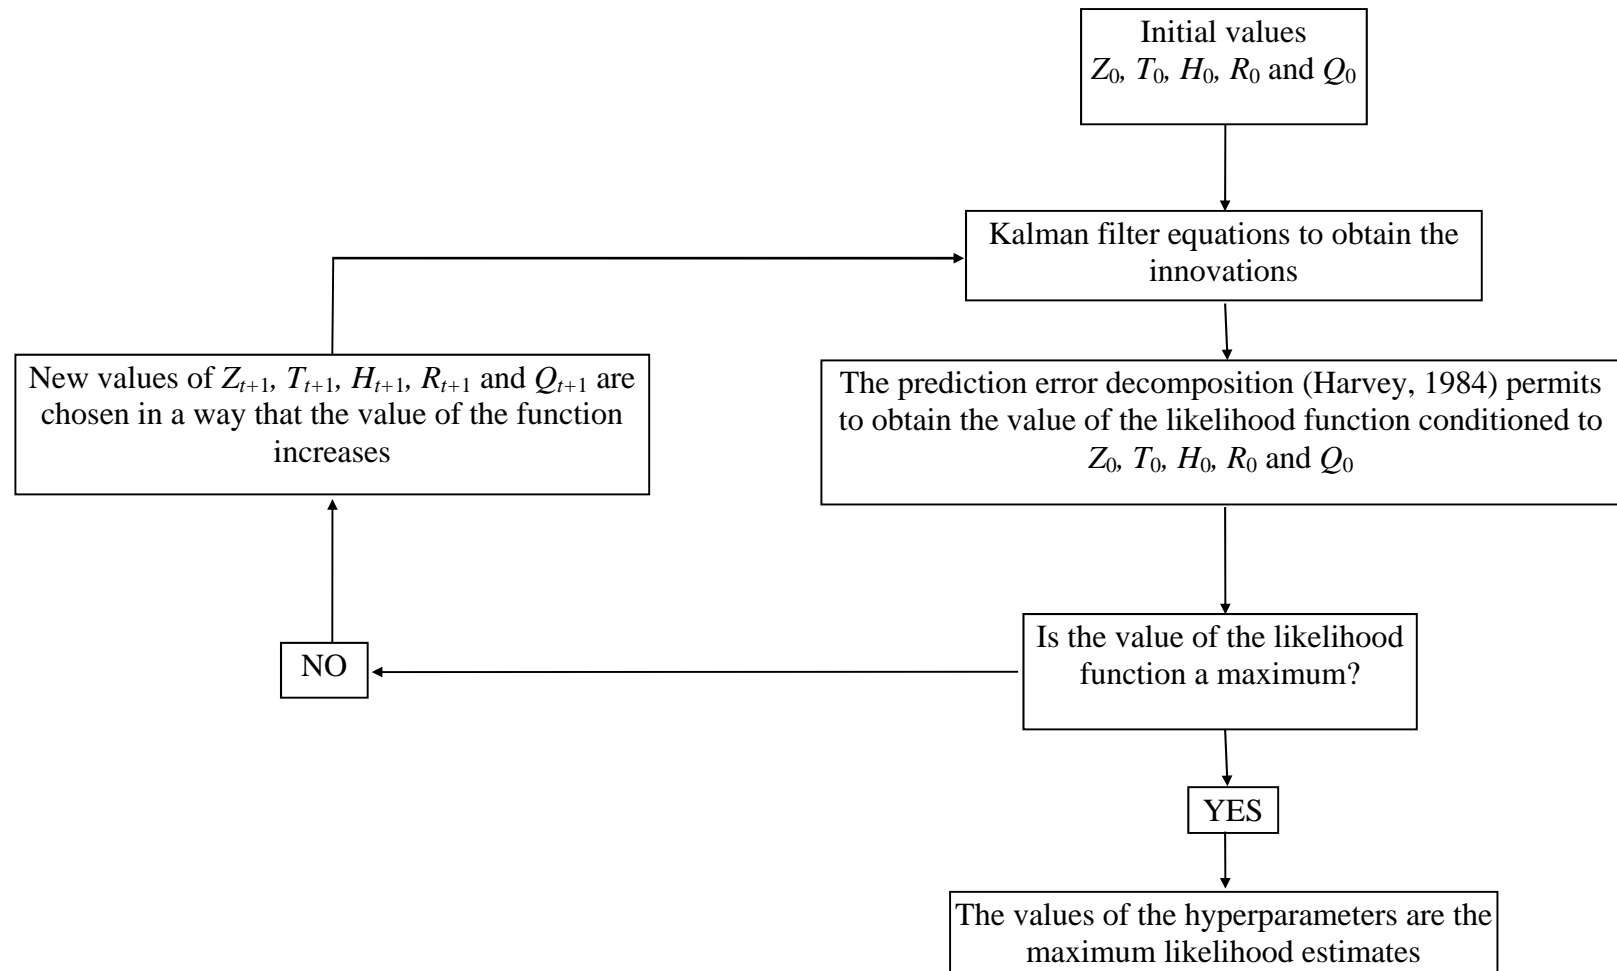 Initial values
Z₀, T₀, H₀, R₀ and Q₀
Kalman filter equations to obtain the
innovations
New values of Zₜ₊₁, Tₜ₊₁, Hₜ₊₁, Rₜ₊₁ and Qₜ₊₁ are
chosen in a way that the value of the function
increases
The prediction error decomposition (Harvey, 1984) permits
to obtain the value of the likelihood function conditioned to
Z₀, T₀, H₀, R₀ and Q₀
Is the value of the likelihood
function a maximum?
NO
YES
The values of the hyperparameters are the
maximum likelihood estimates